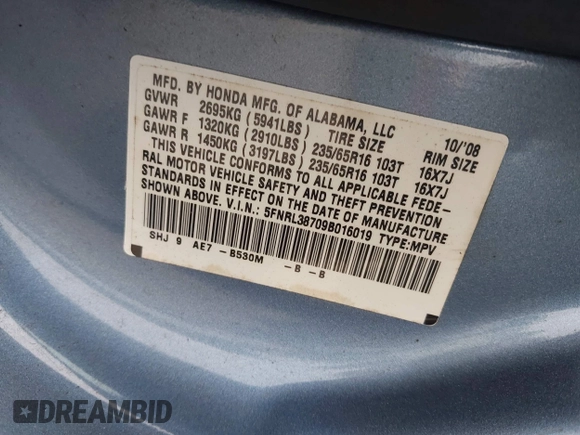 MFD. BY HONDA MFG. OF ALABAMA, LLC 10/'08
GVWR 2695KG (5941LBS) TIRE SIZE RIM SIZE
GAWR F 1320KG (2910LBS) 235/65R16 103T 16X7J
GAWR R 1450KG (3197LBS) 235/65R16 103T 16X7J
THIS VEHICLE CONFORMS TO ALL APPLICABLE FEDE-
RAL MOTOR VEHICLE SAFETY AND THEFT PREVENTION
STANDARDS IN EFFECT ON THE DATE OF MANUFACTURE
SHOWN ABOVE. V.I.N.: 5FNRL38709B016019 TYPE:MPV
SHJ 9 AE7 - B530M - B - B
DREAMBID